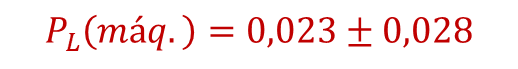 P_L(máq.) = 0,023 ± 0,028